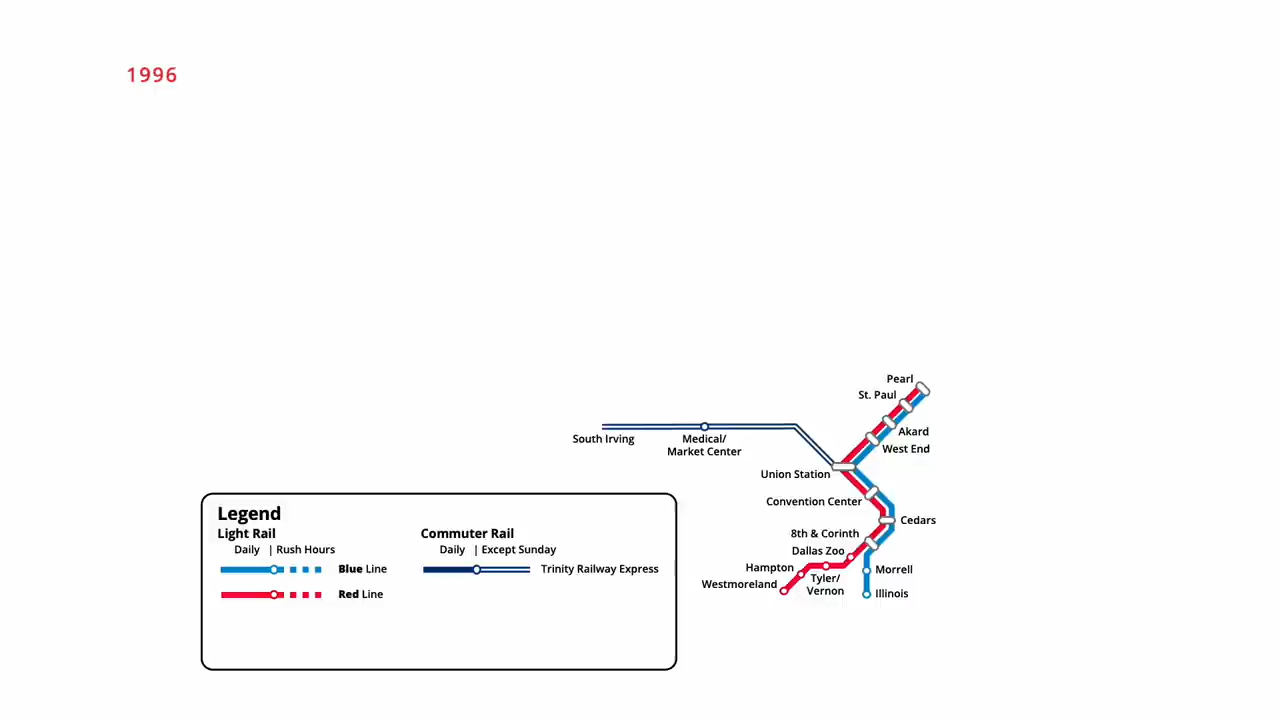 1996
Pearl
St. Paul
Akard
West End
South Irving
Medical/
Market Center
Union Station
Convention Center
Cedars
8th & Corinth
Dallas Zoo
Hampton
Tyler/
Vernon
Westmoreland
Morrell
Illinois
Legend
Light Rail
Daily | Rush Hours
Blue Line
Red Line
Commuter Rail
Daily | Except Sunday
Trinity Railway Express